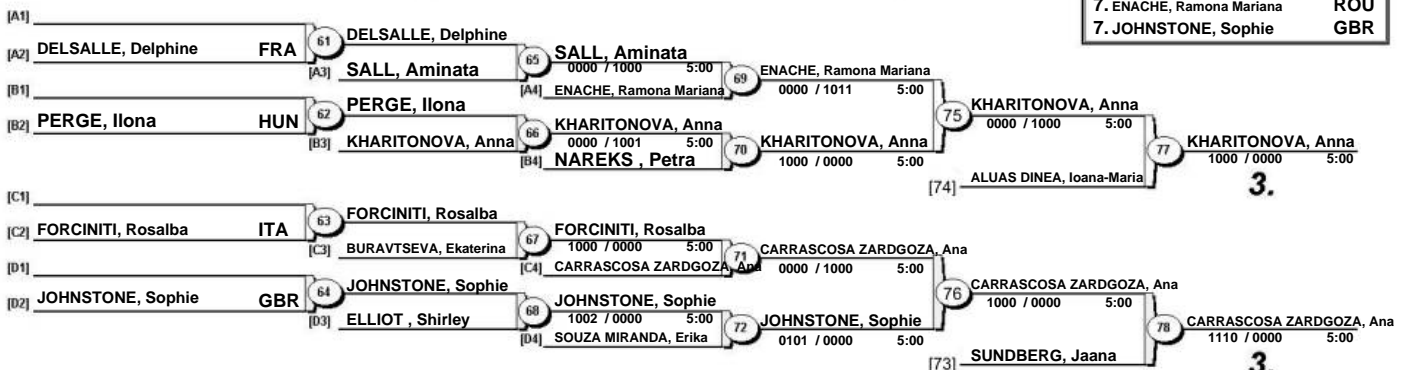 7. ENACHE, Ramona Mariana ROU
7. JOHNSTONE, Sophie GBR
[A1]
[A2] DELSALLE, Delphine FRA
61
DELSALLE, Delphine
[A3] SALL, Aminata
65
SALL, Aminata
0000 / 1000 5:00
[A4] ENACHE, Ramona Mariana
69
ENACHE, Ramona Mariana
0000 / 1011 5:00
[B1]
[B2] PERGE, Ilona HUN
62
PERGE, Ilona
[B3] KHARITONOVA, Anna
66
KHARITONOVA, Anna
0000 / 1001 5:00
[B4] NAREKS , Petra
70
KHARITONOVA, Anna
1000 / 0000 5:00
75
KHARITONOVA, Anna
0000 / 1000 5:00
[74] ALUAS DINEA, Ioana-Maria
77
KHARITONOVA, Anna
1000 / 0000 5:00
3.
[C1]
[C2] FORCINITI, Rosalba ITA
63
FORCINITI, Rosalba
[C3] BURAVTSEVA, Ekaterina
67
FORCINITI, Rosalba
1000 / 0000 5:00
[C4] CARRASCOSA ZARDGOZA, Ana
71
CARRASCOSA ZARDGOZA, Ana
0000 / 1000 5:00
[D1]
[D2] JOHNSTONE, Sophie GBR
64
JOHNSTONE, Sophie
[D3] ELLIOT , Shirley
68
JOHNSTONE, Sophie
1002 / 0000 5:00
[D4] SOUZA MIRANDA, Erika
72
JOHNSTONE, Sophie
0101 / 0000 5:00
76
CARRASCOSA ZARDGOZA, Ana
1000 / 0000 5:00
[73] SUNDBERG, Jaana
78
CARRASCOSA ZARDGOZA, Ana
1110 / 0000 5:00
3.